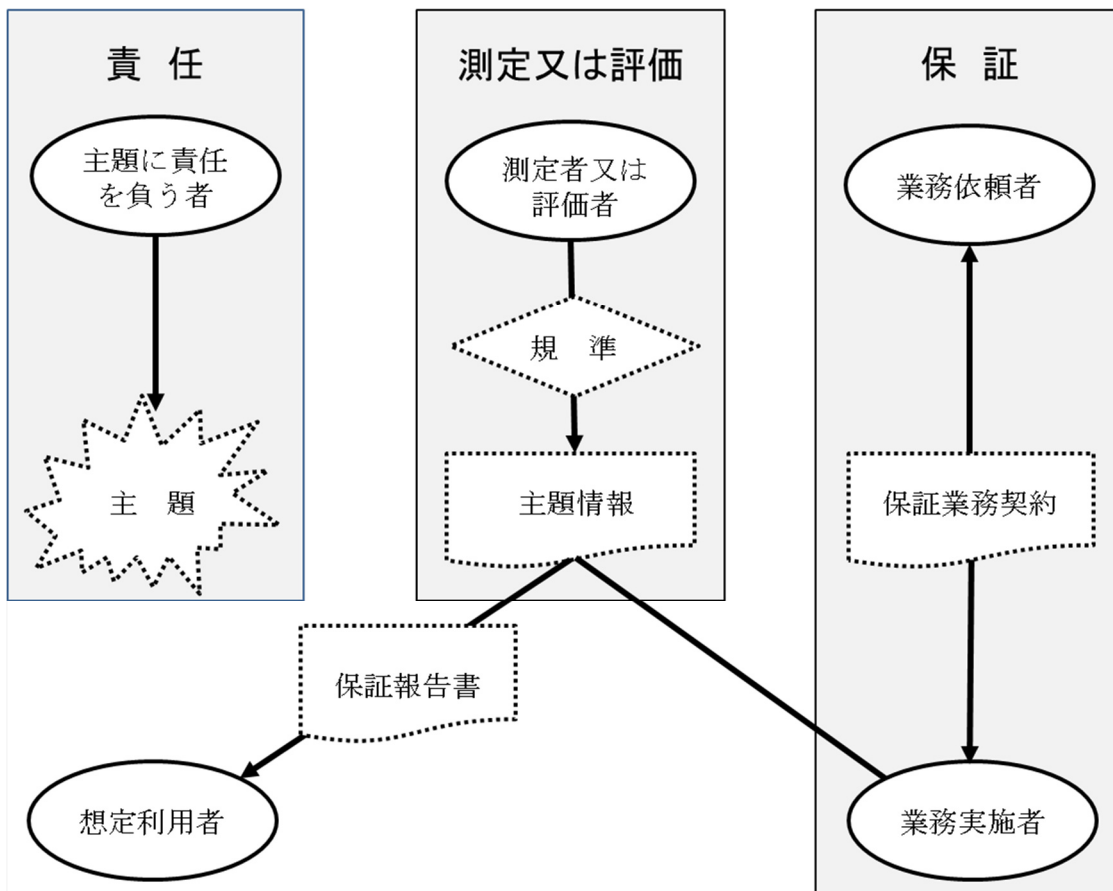 責 任
測定又は評価
保 証
主題に責任
を負う者
測定者又は
評価者
業務依頼者
規 準
主 題
主題情報
保証業務契約
保証報告書
想定利用者
業務実施者